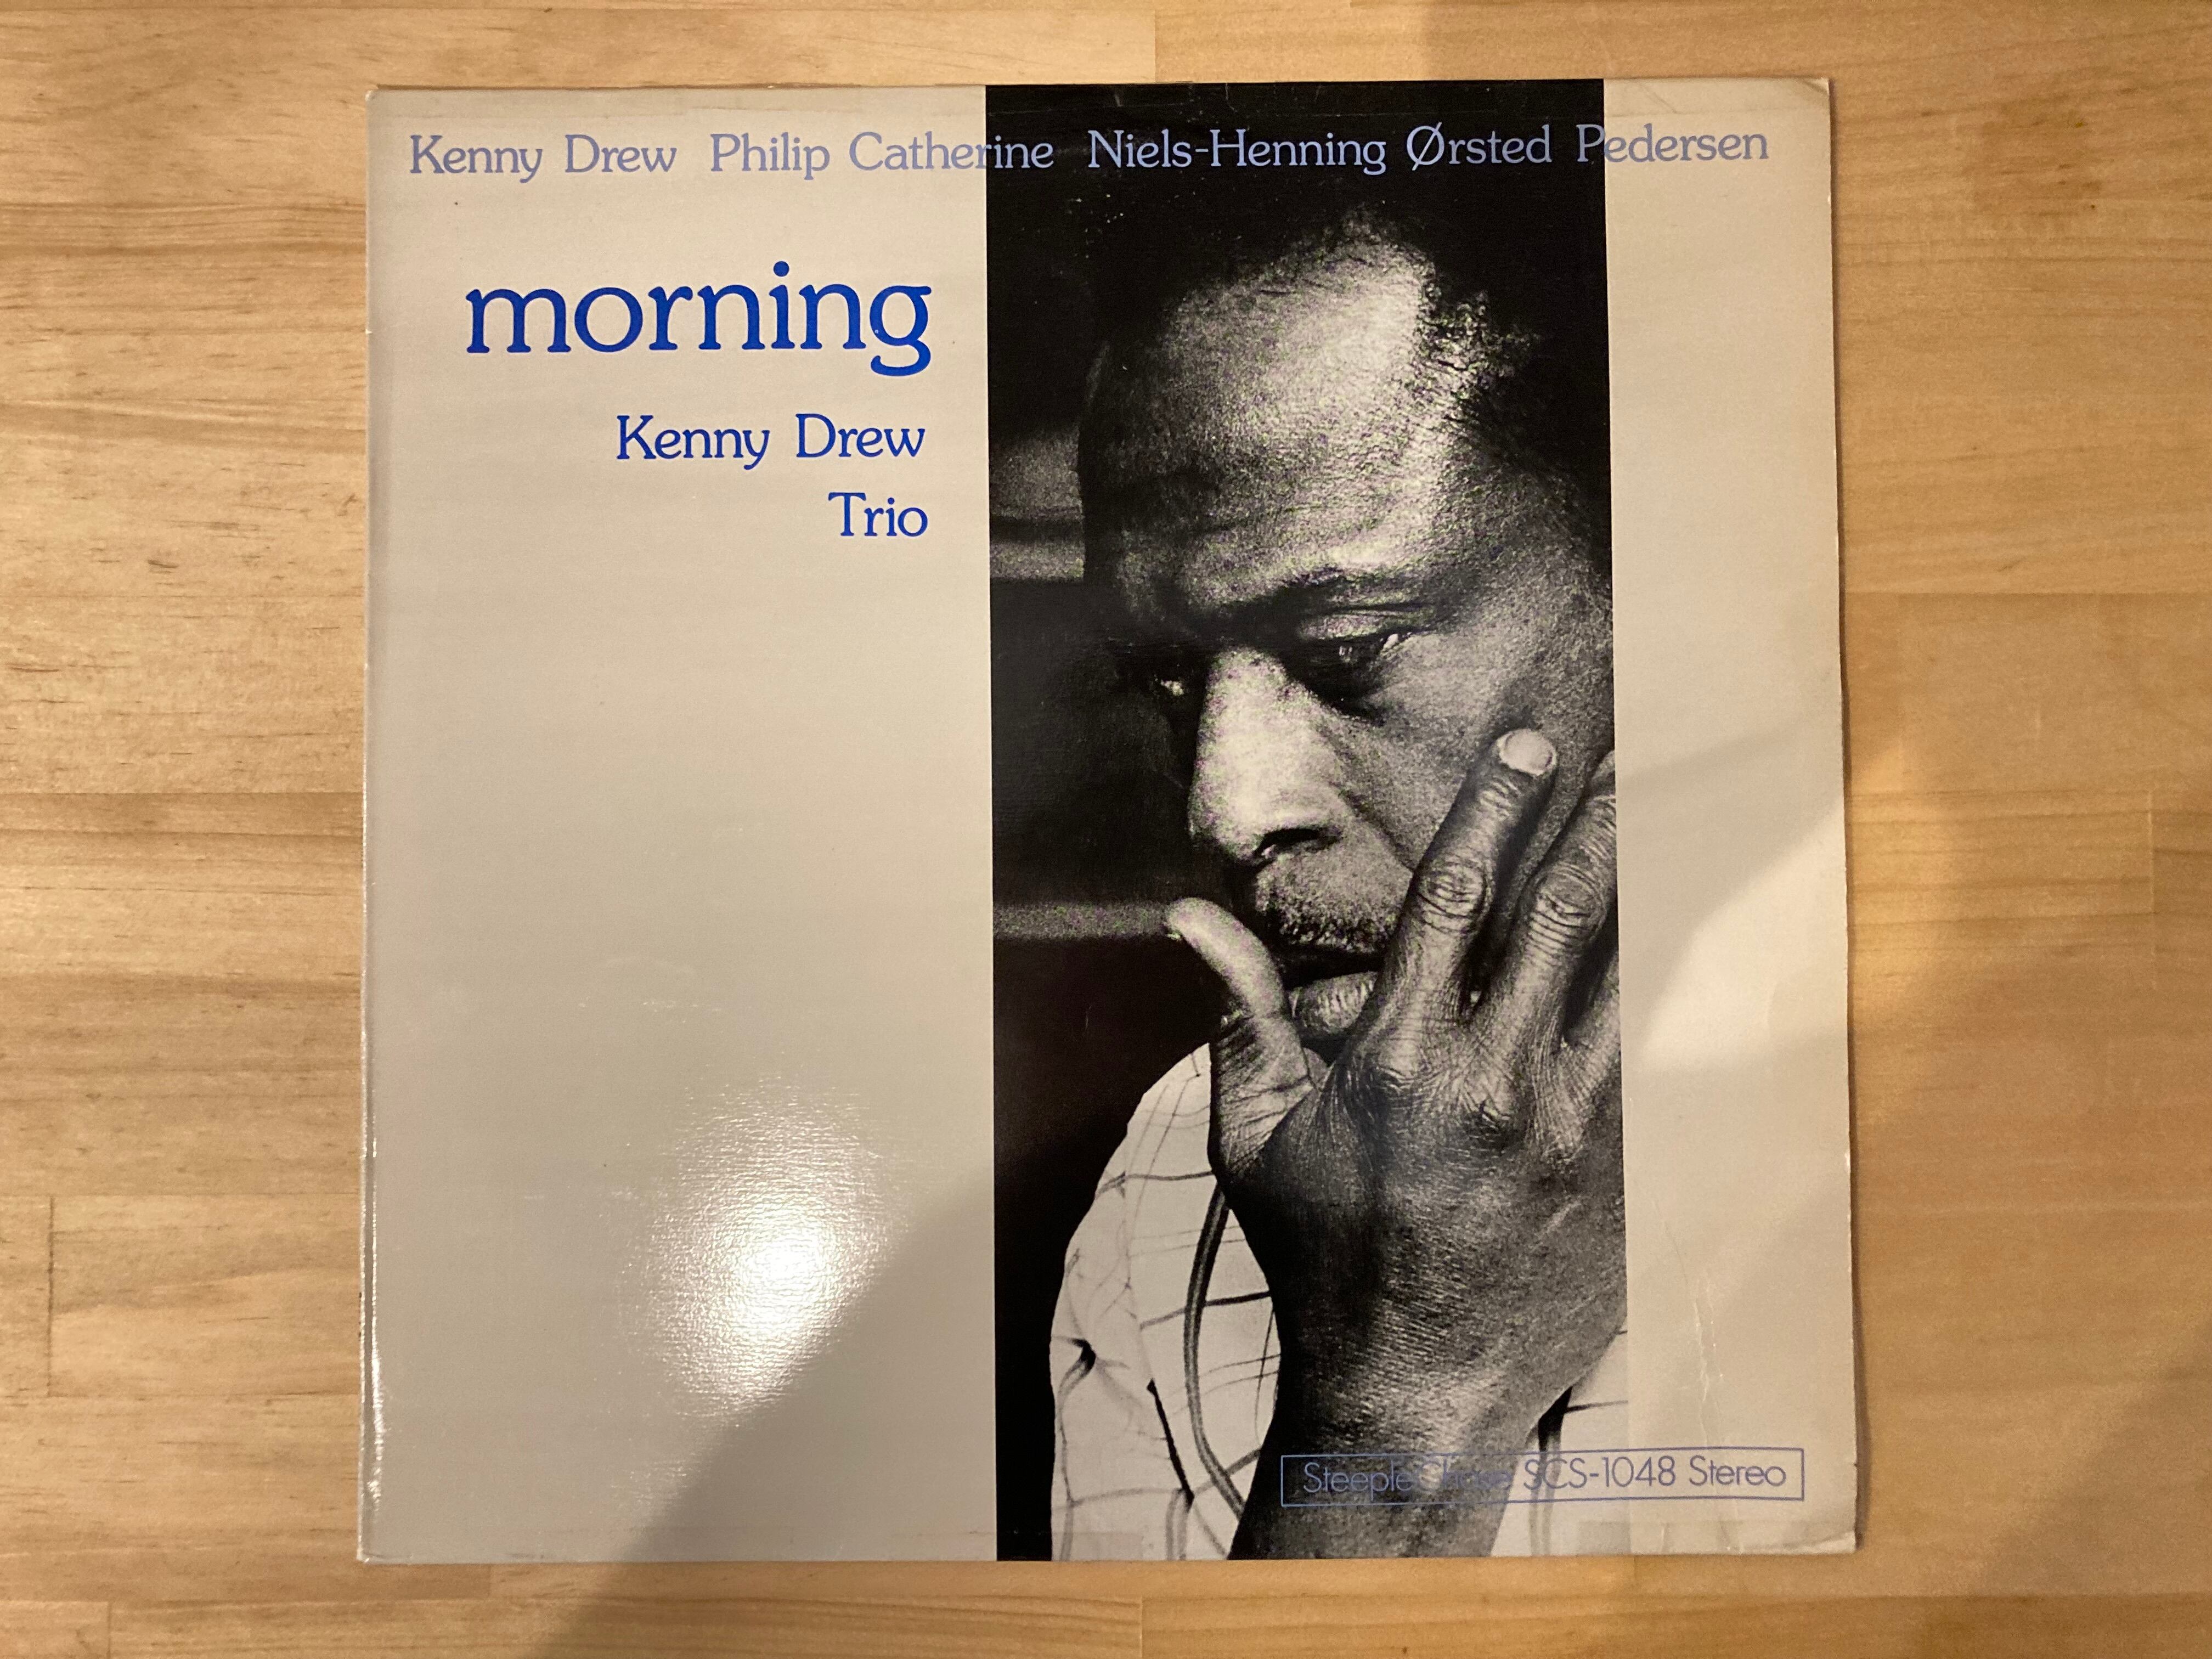 Kenny Drew Philip Catherine Niels-Henning Ørsted Pedersen
morning
Kenny Drew
Trio
SteepleChase SCS-1048 Stereo